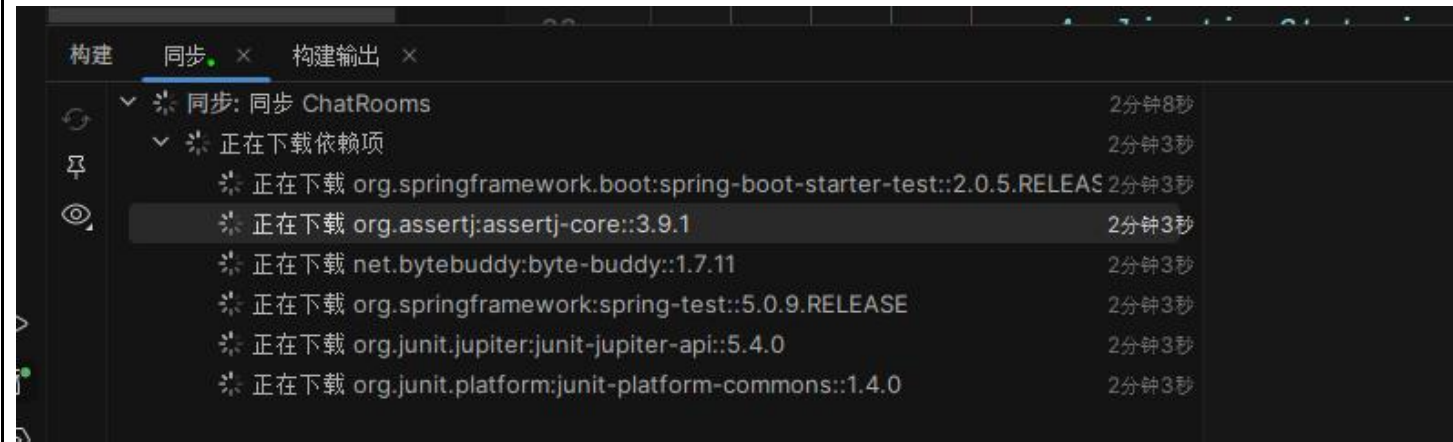 构建 同步 × 构建输出 ×
同步: 同步 ChatRooms 2分钟8秒
正在下载依赖项 2分钟3秒
正在下载 org.springframework.boot:spring-boot-starter-test::2.0.5.RELEAS 2分钟3秒
正在下载 org.assertj:assertj-core::3.9.1 2分钟3秒
正在下载 net.bytebuddy:byte-buddy::1.7.11 2分钟3秒
正在下载 org.springframework:spring-test::5.0.9.RELEASE 2分钟3秒
正在下载 org.junit.jupiter:junit-jupiter-api::5.4.0 2分钟3秒
正在下载 org.junit.platform:junit-platform-commons::1.4.0 2分钟3秒